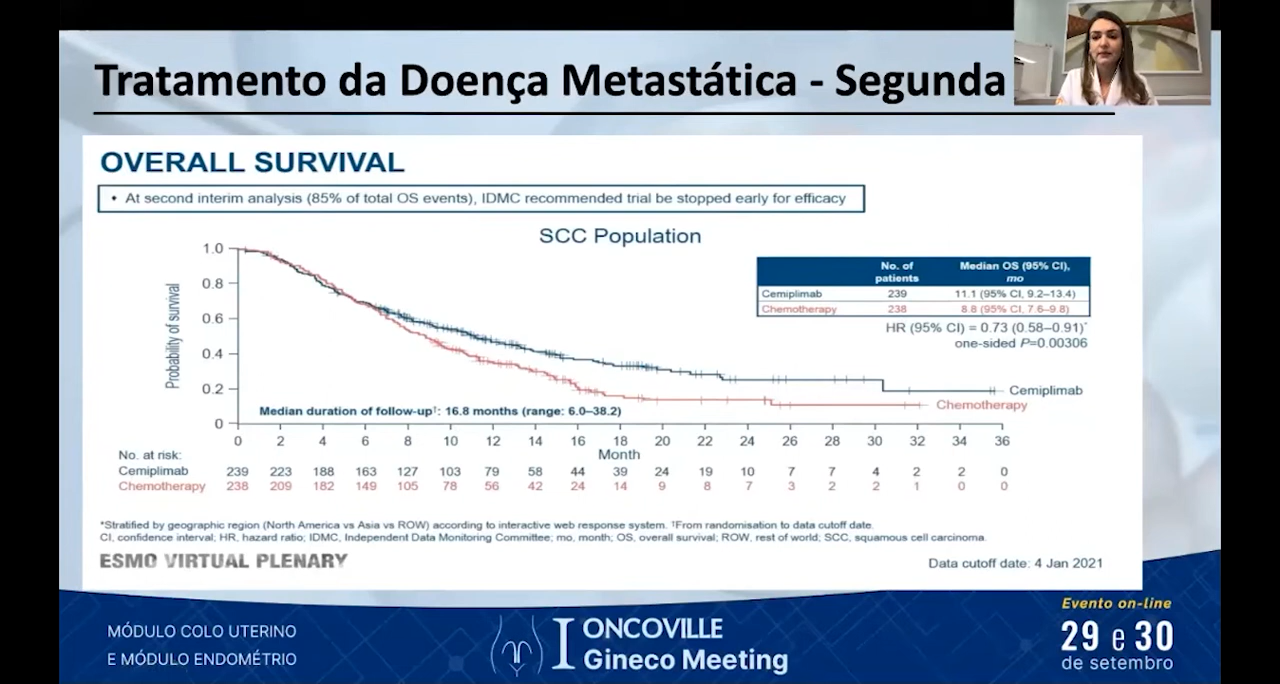 Tratamento da Doença Metastática - Segunda
OVERALL SURVIVAL
• At second interim analysis (85% of total OS events), IDMC recommended trial be stopped early for efficacy
SCC Population
No. of patients Median OS (95% CI), mo
Cemiplimab 239 11.1 (95% CI, 9.2–13.4)
Chemotherapy 238 8.8 (95% CI, 7.6–9.8)
HR (95% CI) = 0.73 (0.58–0.91)*
one-sided P=0.00306
Probability of survival
1.0
0.8
0.6
0.4
0.2
0
Cemiplimab
Chemotherapy
Median duration of follow-up†: 16.8 months (range: 6.0–38.2)
0 2 4 6 8 10 12 14 16 18 20 22 24 26 28 30 32 34 36
Month
No. at risk:
Cemiplimab 239 223 188 163 127 103 79 58 44 39 24 19 10 7 7 4 2 2 0
Chemotherapy 238 209 182 149 105 78 56 42 24 14 9 8 7 3 2 2 1 0 0
*Stratified by geographic region (North America vs Asia vs ROW) according to interactive web response system. †From randomisation to data cutoff date.
CI, confidence interval; HR, hazard ratio; IDMC, Independent Data Monitoring Committee; mo, month; OS, overall survival; ROW, rest of world; SCC, squamous cell carcinoma.
ESMO VIRTUAL PLENARY
Data cutoff date: 4 Jan 2021
MÓDULO COLO UTERINO
E MÓDULO ENDOMÉTRIO
I ONCOVILLE
Gineco Meeting
Evento on-line
29 e 30
de setembro